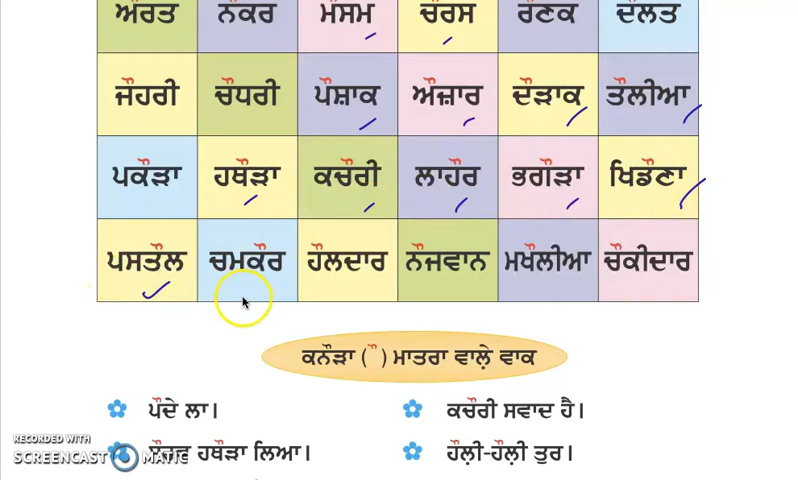 ਔਰਤ ਨੌਕਰ ਮੌਸਮ ਚੌਰਸ ਰੌਣਕ ਦੌਲਤ
ਜੌਹਰੀ ਚੌਧਰੀ ਪੌਸ਼ਾਕ ਔਜ਼ਾਰ ਦੌੜਾਕ ਤੌਲੀਆ
ਪਕੌੜਾ ਹਥੌੜਾ ਕਚੌਰੀ ਲਾਹੌਰ ਭਗੌੜਾ ਖਿਡੌਣਾ
ਪਸਤੌਲ ਚਮਕੌਰ ਹੌਲਦਾਰ ਨੌਜਵਾਨ ਮਖੌਲੀਆ ਚੌਕੀਦਾਰ
ਕਨੌੜਾ ( ੌ ) ਮਾਤਰਾ ਵਾਲ਼ੇ ਵਾਕ
ਪੌਦੇ ਲਾ। ਕਚੌਰੀ ਸਵਾਦ ਹੈ।
ਹਥੌੜਾ ਲਿਆ। ਹੌਲ਼ੀ-ਹੌਲ਼ੀ ਤੁਰ।
RECORDED WITH
SCREENCAST MATIC